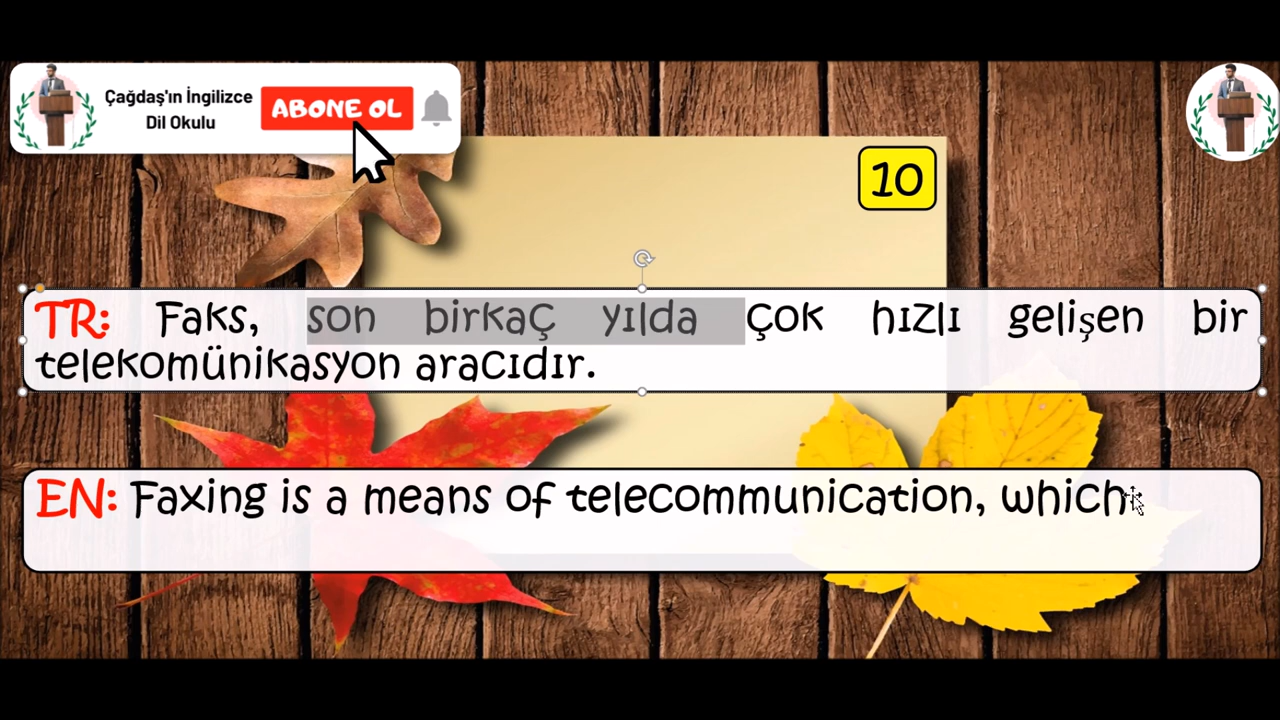 Çağdaş'ın İngilizce
Dil Okulu
ABONE OL
10
TR: Faks, son birkaç yılda çok hızlı gelişen bir
telekomünikasyon aracıdır.
EN: Faxing is a means of telecommunication, which